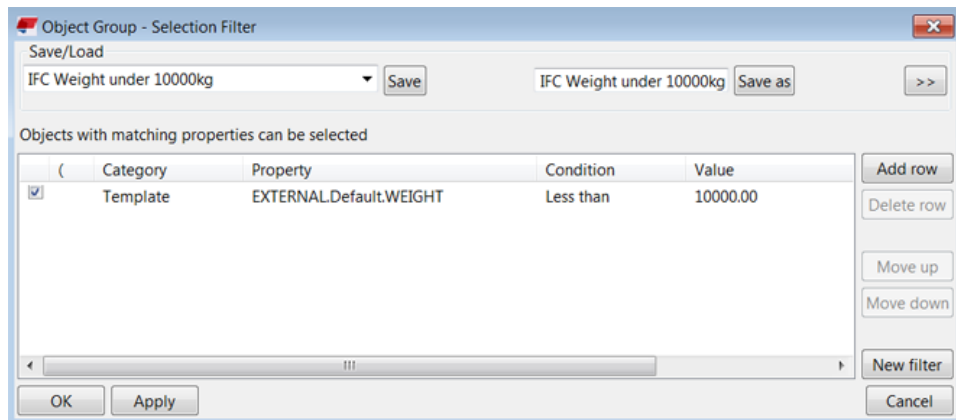 Object Group - Selection Filter
Save/Load
IFC Weight under 10000kg Save IFC Weight under 10000kg Save as >>
Objects with matching properties can be selected
( Category Property Condition Value Add row
Template EXTERNAL.Default.WEIGHT Less than 10000.00 Delete row
Move up
Move down
New filter
OK Apply Cancel